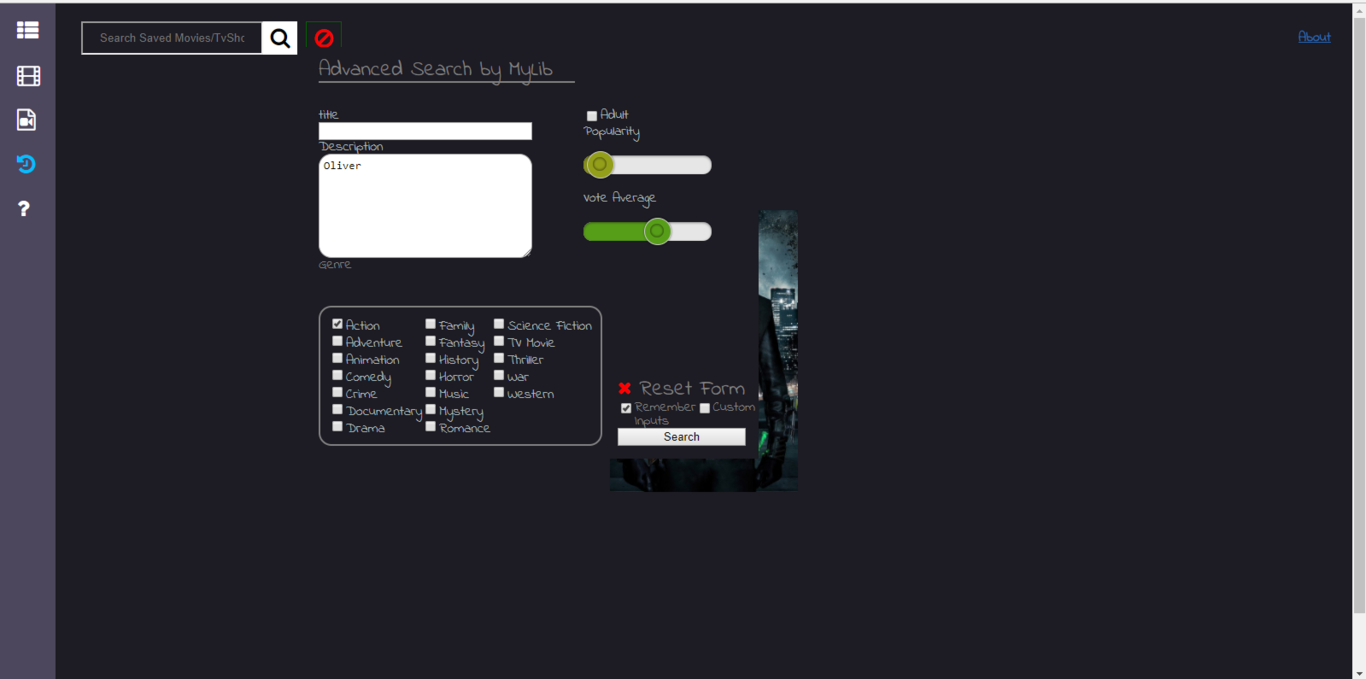 Search Saved Movies/TvSho
About
Advanced Search by MyLib
title
Adult
Popularity
Description
Oliver
Vote Average
Genre
Action
Family
Science Fiction
Adventure
Fantasy
TV Movie
Animation
History
Thriller
Comedy
Horror
War
Crime
Music
Western
Documentary
Mystery
Drama
Romance
Reset Form
Remember Custom
Inputs
Search